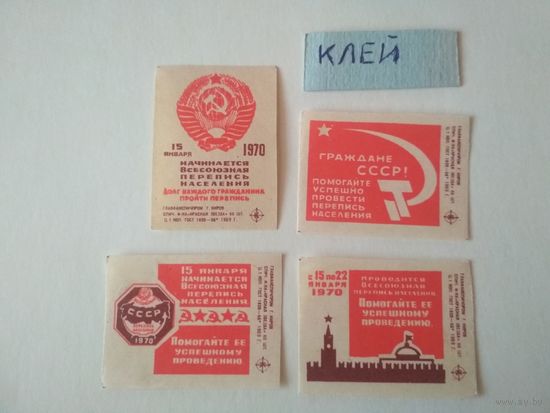 КЛЕЙ
15
ЯНВАРЯ
1970
НАЧИНАЕТСЯ
ВСЕСОЮЗНАЯ
ПЕРЕПИСЬ
НАСЕЛЕНИЯ
ДОЛГ КАЖДОГО ГРАЖДАНИНА
ПРОЙТИ ПЕРЕПИСЬ
ГРАЖДАНЕ
СССР!
ПОМОГАЙТЕ
УСПЕШНО
ПРОВЕСТИ
ПЕРЕПИСЬ
НАСЕЛЕНИЯ
15 ЯНВАРЯ
НАЧИНАЕТСЯ
ВСЕСОЮЗНАЯ
ПЕРЕПИСЬ
НАСЕЛЕНИЯ
СССР
1970
ПОМОГАЙТЕ ЕЕ
УСПЕШНОМУ
ПРОВЕДЕНИЮ.
С 15 ПО 22
ЯНВАРЯ
1970
ПРОВОДИТСЯ
ВСЕСОЮЗНАЯ
ПЕРЕПИСЬ НАСЕЛЕНИЯ
ПОМОГАЙТЕ ЕЕ
УСПЕШНОМУ
ПРОВЕДЕНИЮ.
ay.by